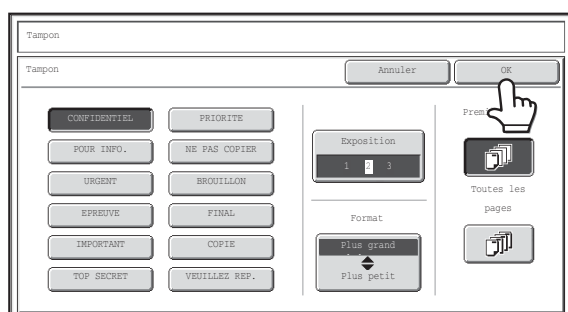 Tampon
Tampon
Annuler
OK
CONFIDENTIEL
PRIORITE
POUR INFO.
NE PAS COPIER
URGENT
BROUILLON
EPREUVE
FINAL
IMPORTANT
COPIE
TOP SECRET
VEUILLEZ REP.
Exposition
1 2 3
Format
Plus grand
Plus petit
Toutes les
pages